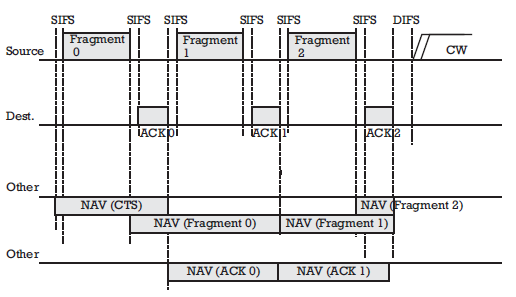 SIFS SIFS SIFS SIFS SIFS SIFS DIFS
Source
Fragment
0
Fragment
1
Fragment
2
CW
Dest.
ACK 0
ACK 1
ACK 2
Other
NAV (CTS)
NAV (Fragment 2)
NAV (Fragment 0)
NAV (Fragment 1)
Other
NAV (ACK 0)
NAV (ACK 1)